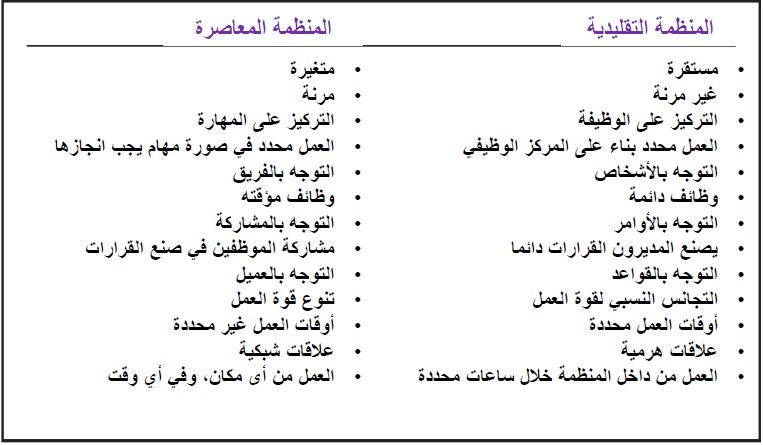 المنظمة التقليدية المنظمة المعاصرة
• مستقرة • متغيرة
• غير مرنة • مرنة
• التركيز على الوظيفة • التركيز على المهارة
• العمل محدد بناء على المركز الوظيفي • العمل محدد في صورة مهام يجب انجازها
• التوجه بالأشخاص • التوجه بالفريق
• وظائف دائمة • وظائف مؤقته
• التوجه بالأوامر • التوجه بالمشاركة
• يصنع المديرون القرارات دائما • مشاركة الموظفين في صنع القرارات
• التوجه بالقواعد • التوجه بالعميل
• التجانس النسبي لقوة العمل • تنوع قوة العمل
• أوقات العمل محددة • أوقات العمل غير محددة
• علاقات هرمية • علاقات شبكية
• العمل من داخل المنظمة خلال ساعات محددة • العمل من أى مكان، وفي أي وقت